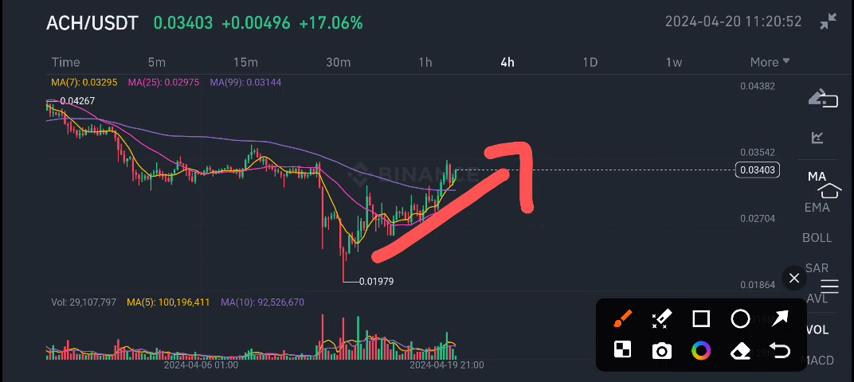 ACH/USDT 0.03403 +0.00496 +17.06% 2024-04-20 11:20:52
Time 5m 15m 30m 1h 4h 1D 1w More
MA(7): 0.03295 MA(25): 0.02975 MA(99): 0.03144
0.04382
0.04267
0.03542
BINANCE
0.03403
MA
EMA
0.02704
BOLL
SAR
0.01979
0.01864
AVL
Vol: 29,107,797 MA(5): 100,196,411 MA(10): 92,526,670
VOL
MACD
2024-04-06 01:00
2024-04-19 21:00